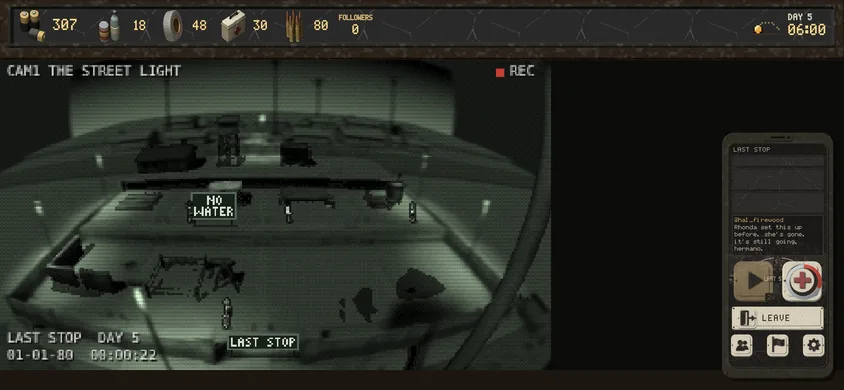 307
18
48
30
80
FOLLOWERS
0
DAY 5
06:00
CAM1 THE STREET LIGHT
REC
NO
WATER
LAST STOP
LAST STOP DAY 5
01-01-80 00:00:22
LAST STOP
@hal_firewood
Rhonda set this up
before. she's gone.
it's still going,
hermano.
LEAVE